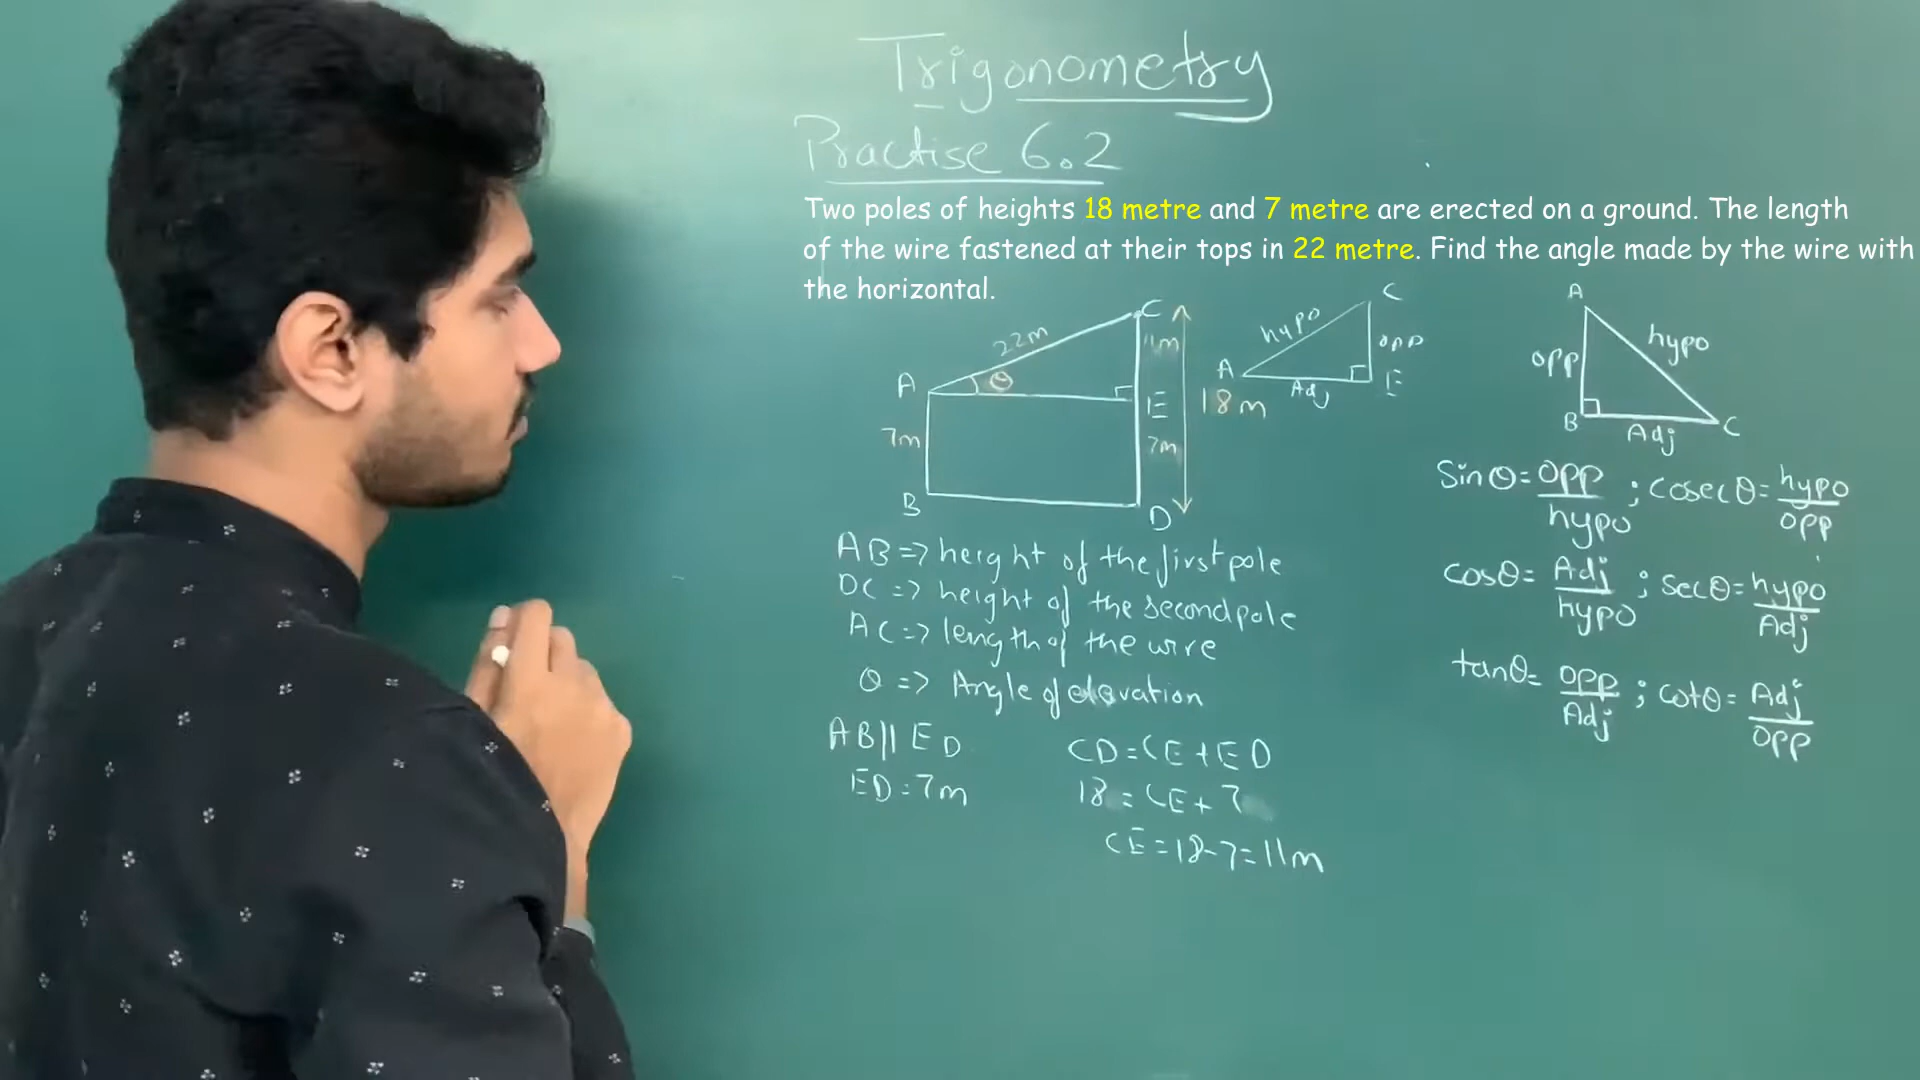 Trigonometry
Practise 6.2
Two poles of heights 18 metre and 7 metre are erected on a ground. The length
of the wire fastened at their tops in 22 metre. Find the angle made by the wire with
the horizontal.
C
22m
11m
A
θ
E
18m
7m
7m
B
D
C
hypo
opp
A
Adj
E
A
opp
hypo
B
Adj
C
AB => height of the first pole
DC => height of the second pole
AC => length of the wire
θ => Angle of elevation
AB || ED
ED = 7m
CD = CE + ED
18 = CE + 7
CE = 18 - 7 = 11m
Sin θ = opp/hypo ; cosec θ = hypo/opp
cos θ = Adj/hypo ; sec θ = hypo/Adj
tan θ = opp/Adj ; cot θ = Adj/opp